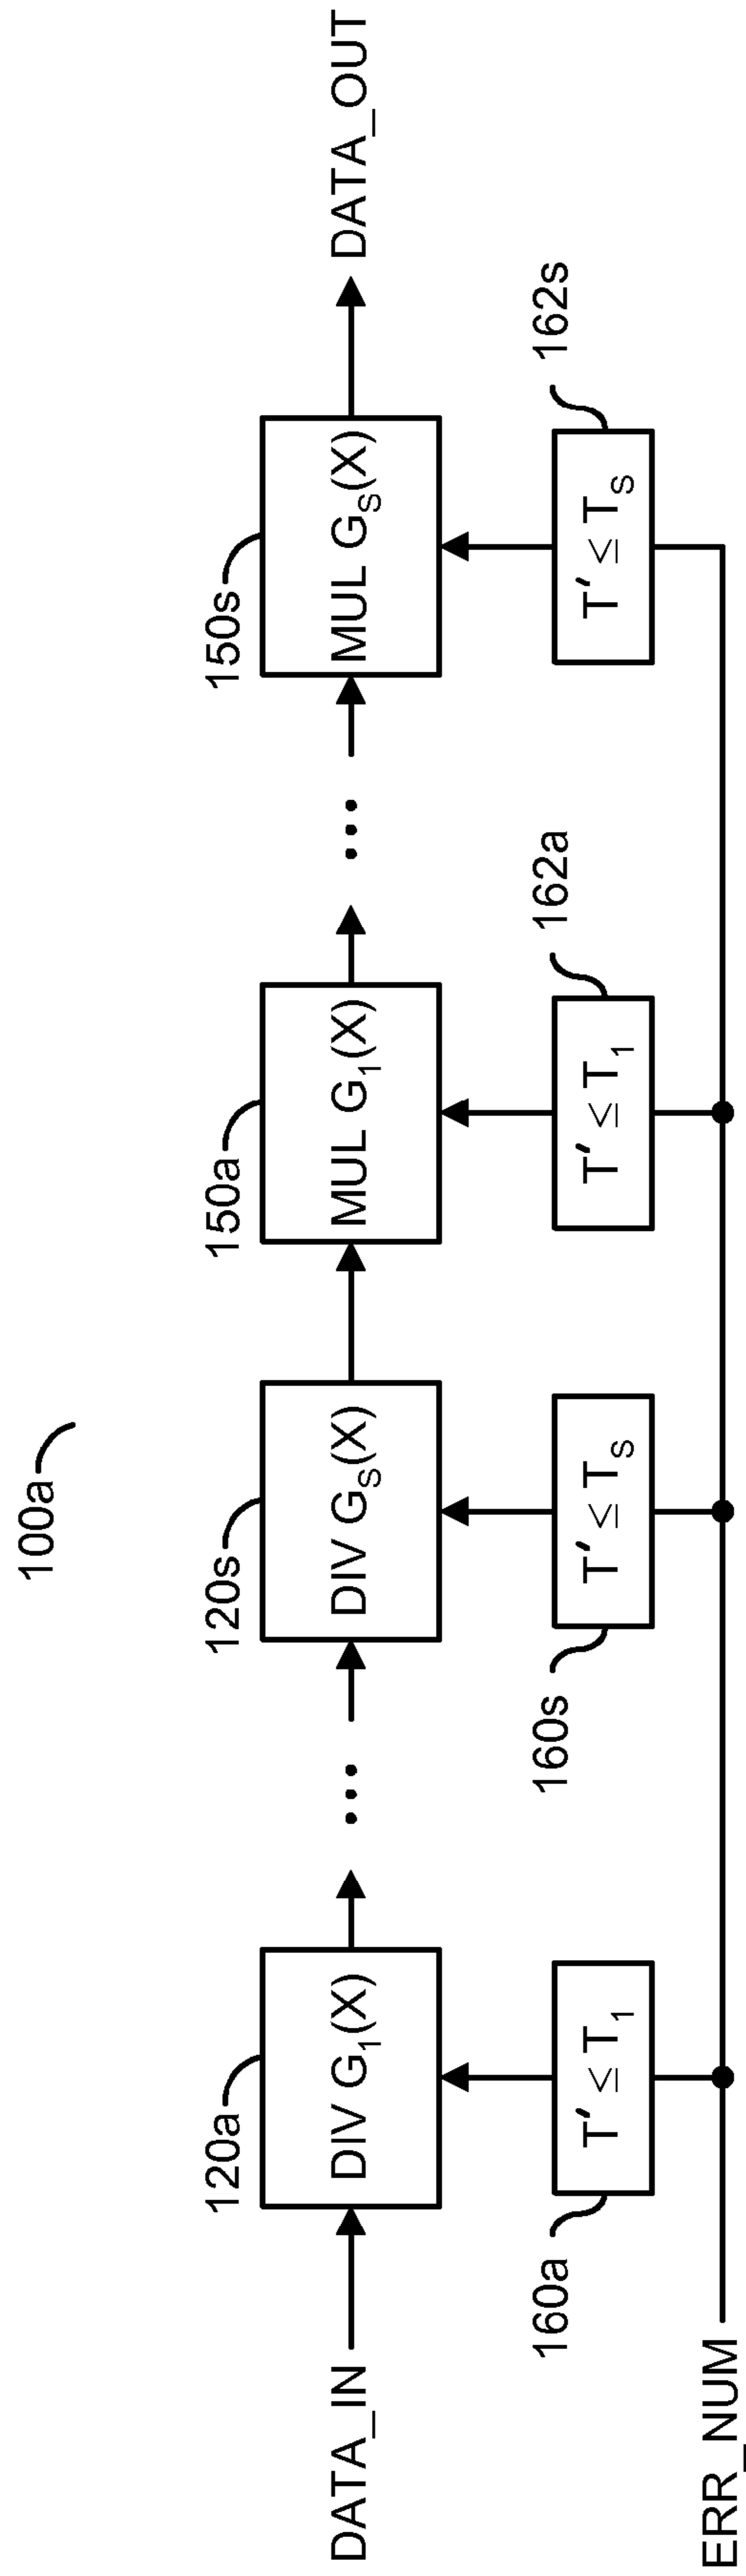 100a
120a
120s
150a
150s
DATA_IN
DIV G₁(X)
...
DIV Gₛ(X)
MUL G₁(X)
...
MUL Gₛ(X)
DATA_OUT
160a
T′ ≤ T₁
160s
T′ ≤ Tₛ
T′ ≤ T₁
162a
T′ ≤ Tₛ
162s
ERR_NUM